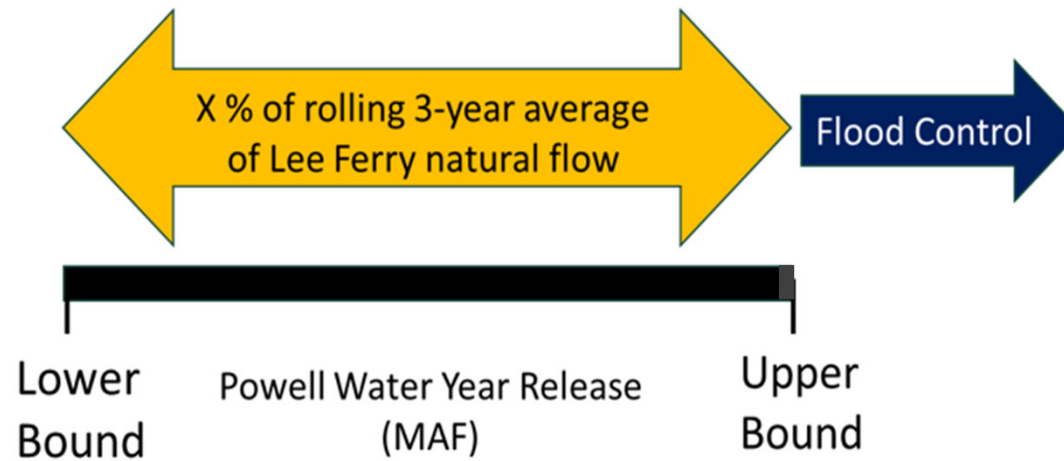 X % of rolling 3-year average
of Lee Ferry natural flow
Flood Control
Lower
Bound
Powell Water Year Release
(MAF)
Upper
Bound